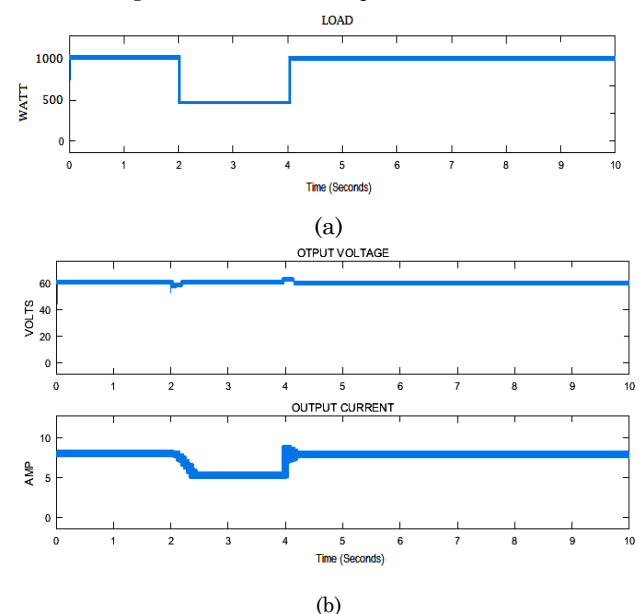 LOAD
1000
500
0
WATT
0 1 2 3 4 5 6 7 8 9 10
Time (Seconds)
(a)
OTPUT VOLTAGE
60
40
20
0
VOLTS
0 1 2 3 4 5 6 7 8 9 10
OUTPUT CURRENT
10
5
0
AMP
0 1 2 3 4 5 6 7 8 9 10
Time (Seconds)
(b)